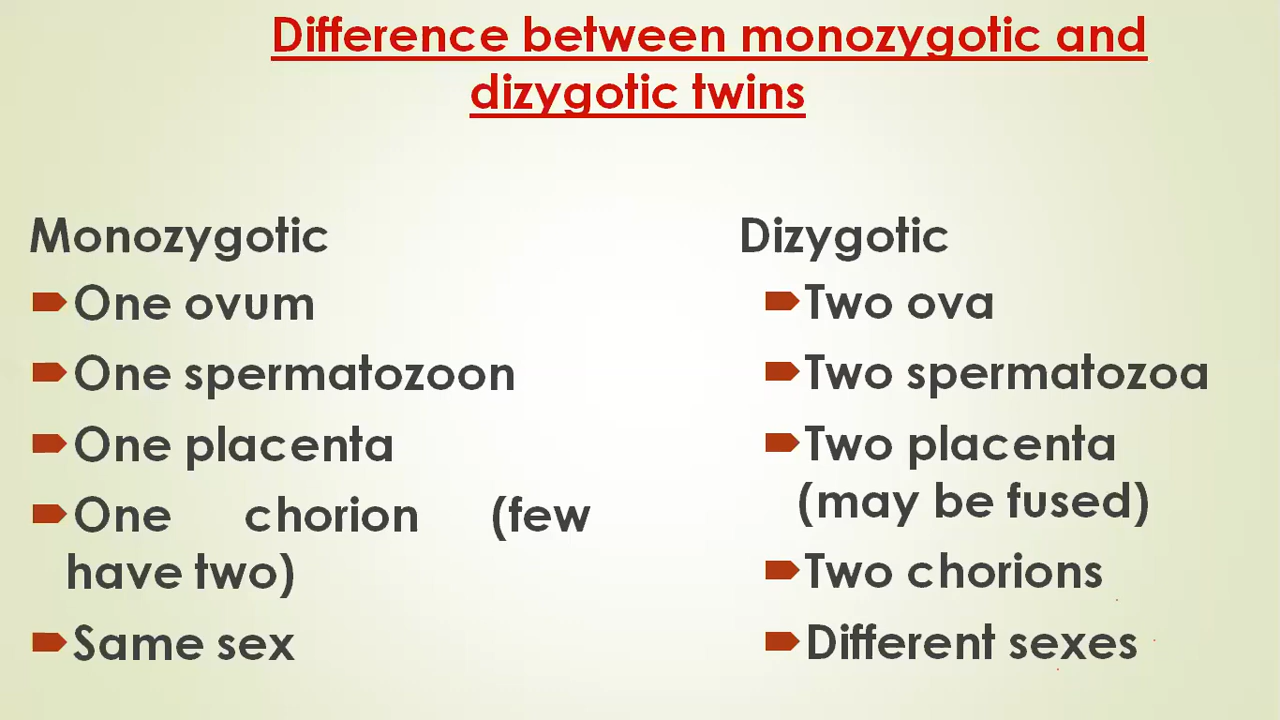 Difference between monozygotic and
dizygotic twins
Monozygotic
One ovum
One spermatozoon
One placenta
One chorion (few
have two)
Same sex
Dizygotic
Two ova
Two spermatozoa
Two placenta
(may be fused)
Two chorions
Different sexes